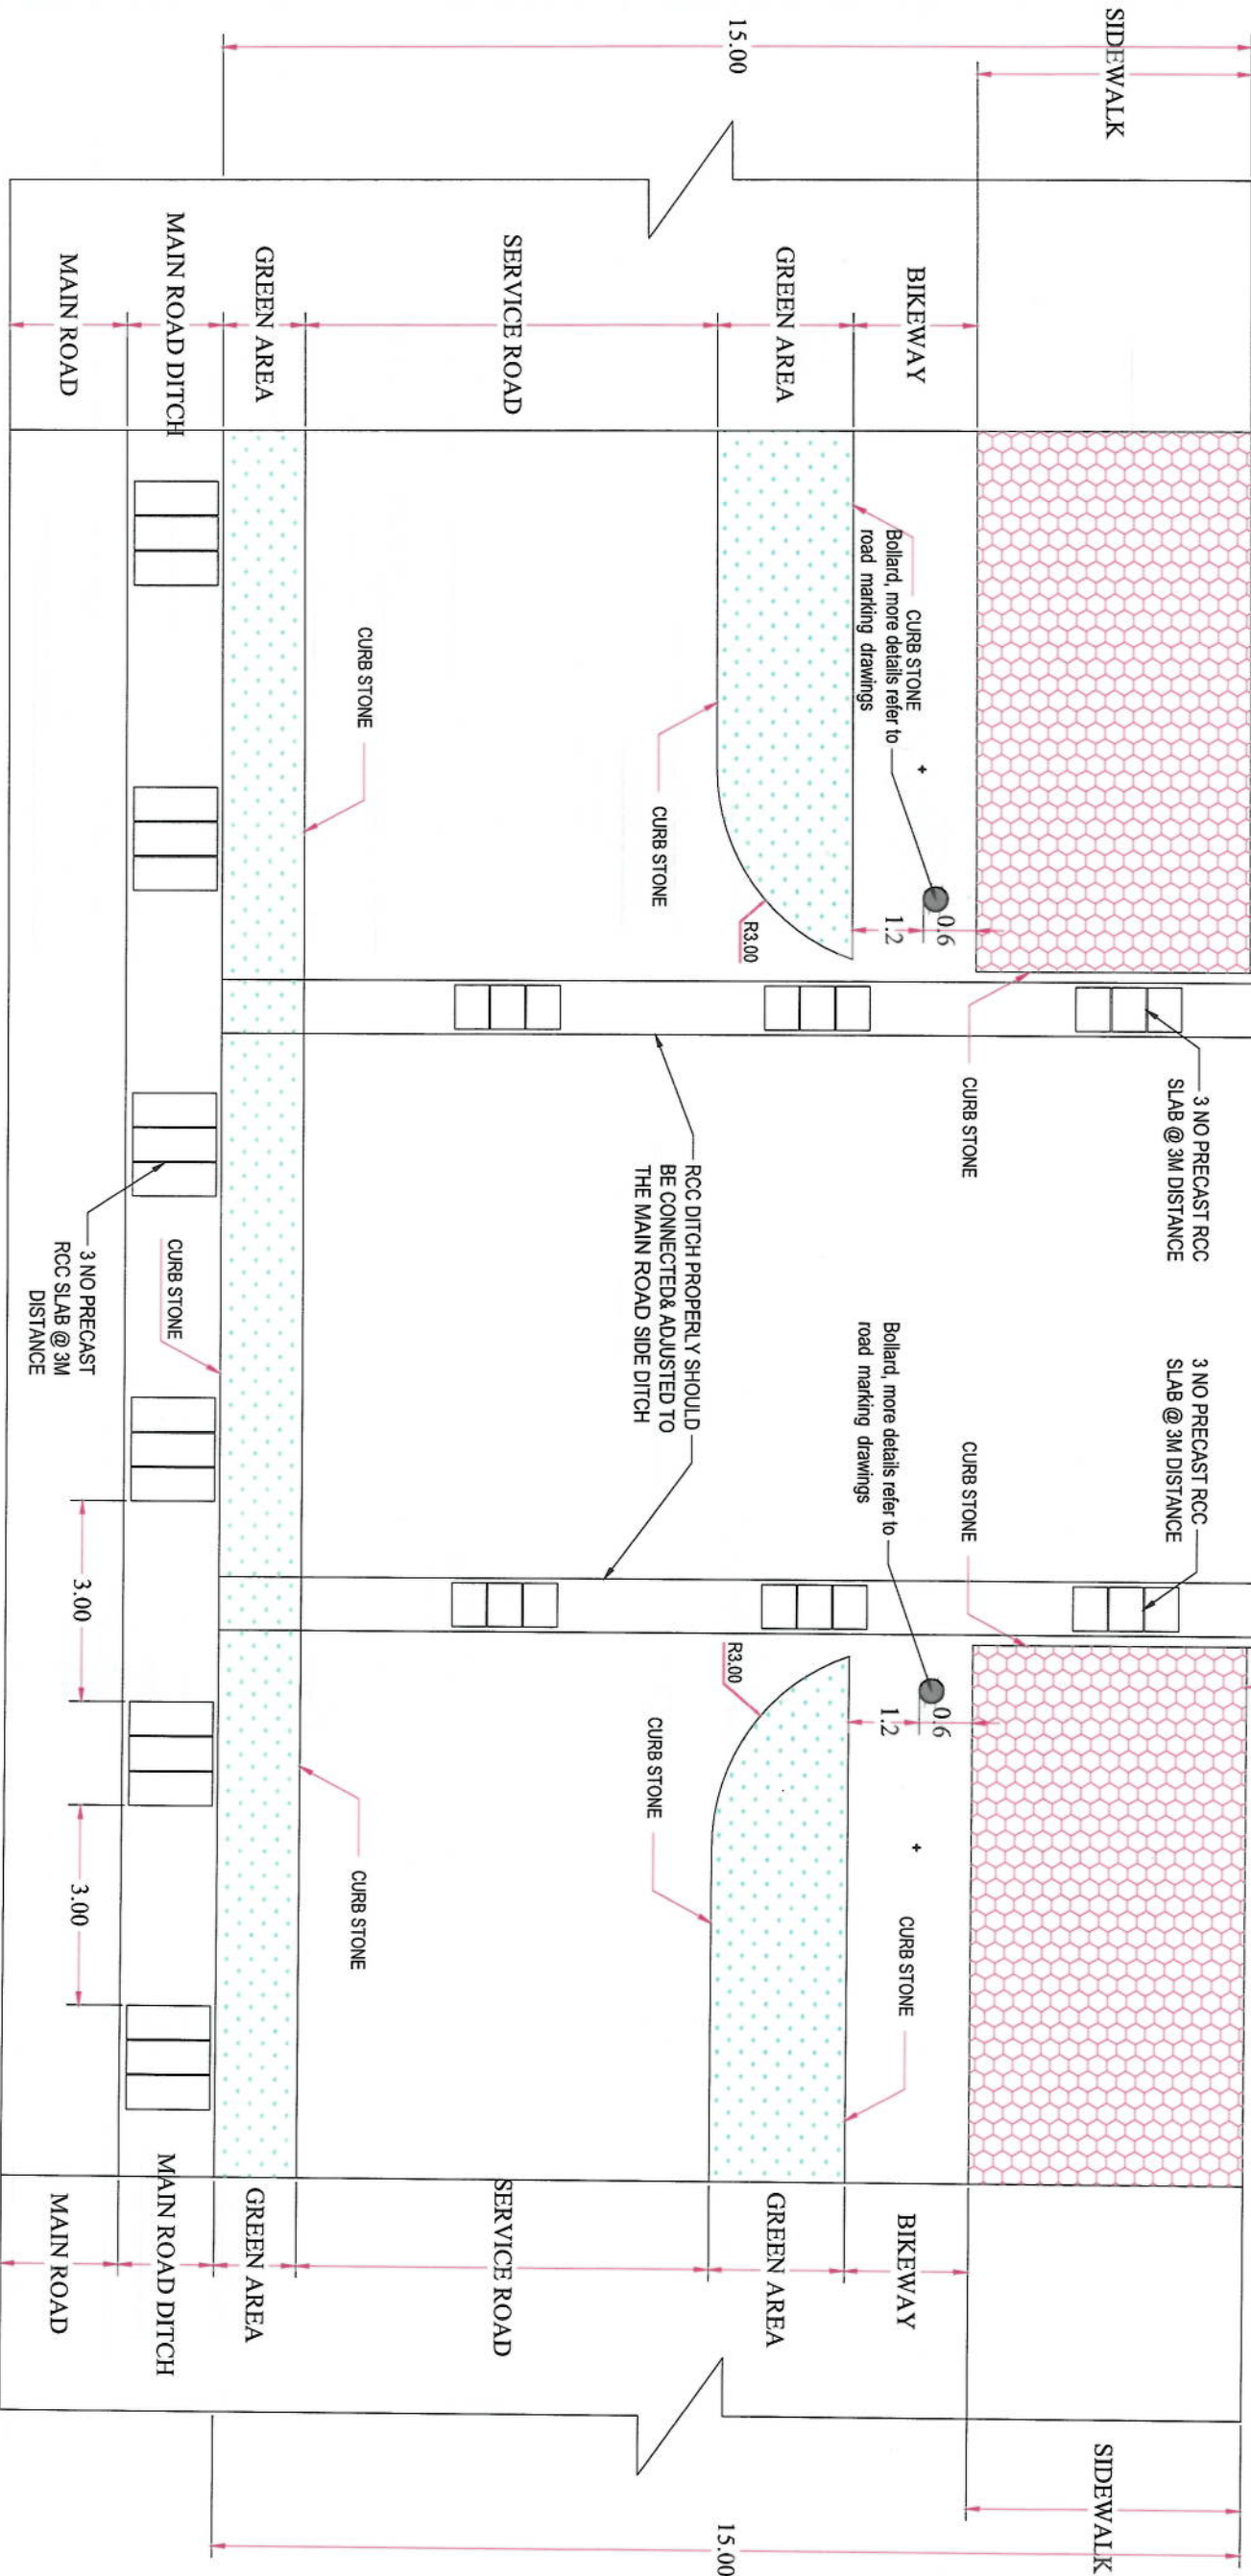 15.00
SIDEWALK
SIDEWALK
15.00
BIKEWAY
GREEN AREA
SERVICE ROAD
GREEN AREA
MAIN ROAD DITCH
MAIN ROAD
3 NO PRECAST RCC
SLAB @ 3M DISTANCE
3 NO PRECAST RCC
SLAB @ 3M DISTANCE
CURB STONE
CURB STONE
CURB STONE
Bollard, more details refer to
road marking drawings
0.6
1.2
R3.00
CURB STONE
Bollard, more details refer to
road marking drawings
0.6
1.2
R3.00
CURB STONE
CURB STONE
RCC DITCH PROPERLY SHOULD
BE CONNECTED& ADJUSTED TO
THE MAIN ROAD SIDE DITCH
CURB STONE
CURB STONE
CURB STONE
3 NO PRECAST
RCC SLAB @ 3M
DISTANCE
3.00
3.00
BIKEWAY
GREEN AREA
SERVICE ROAD
GREEN AREA
MAIN ROAD DITCH
MAIN ROAD